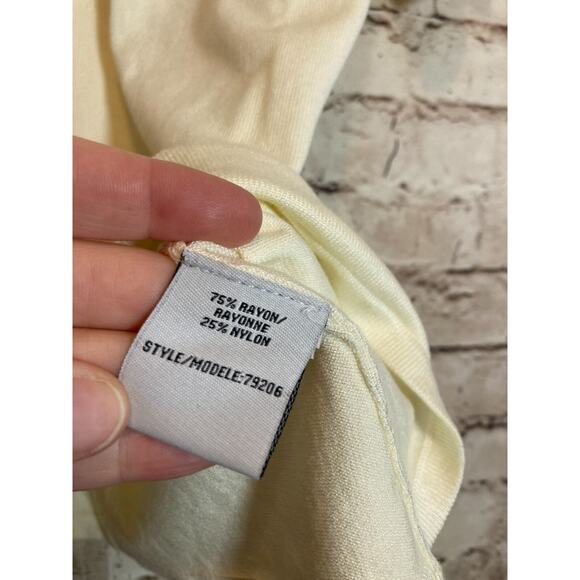 75% RAYON/
RAYONNE
25% NYLON
STYLE/MODELE:79206